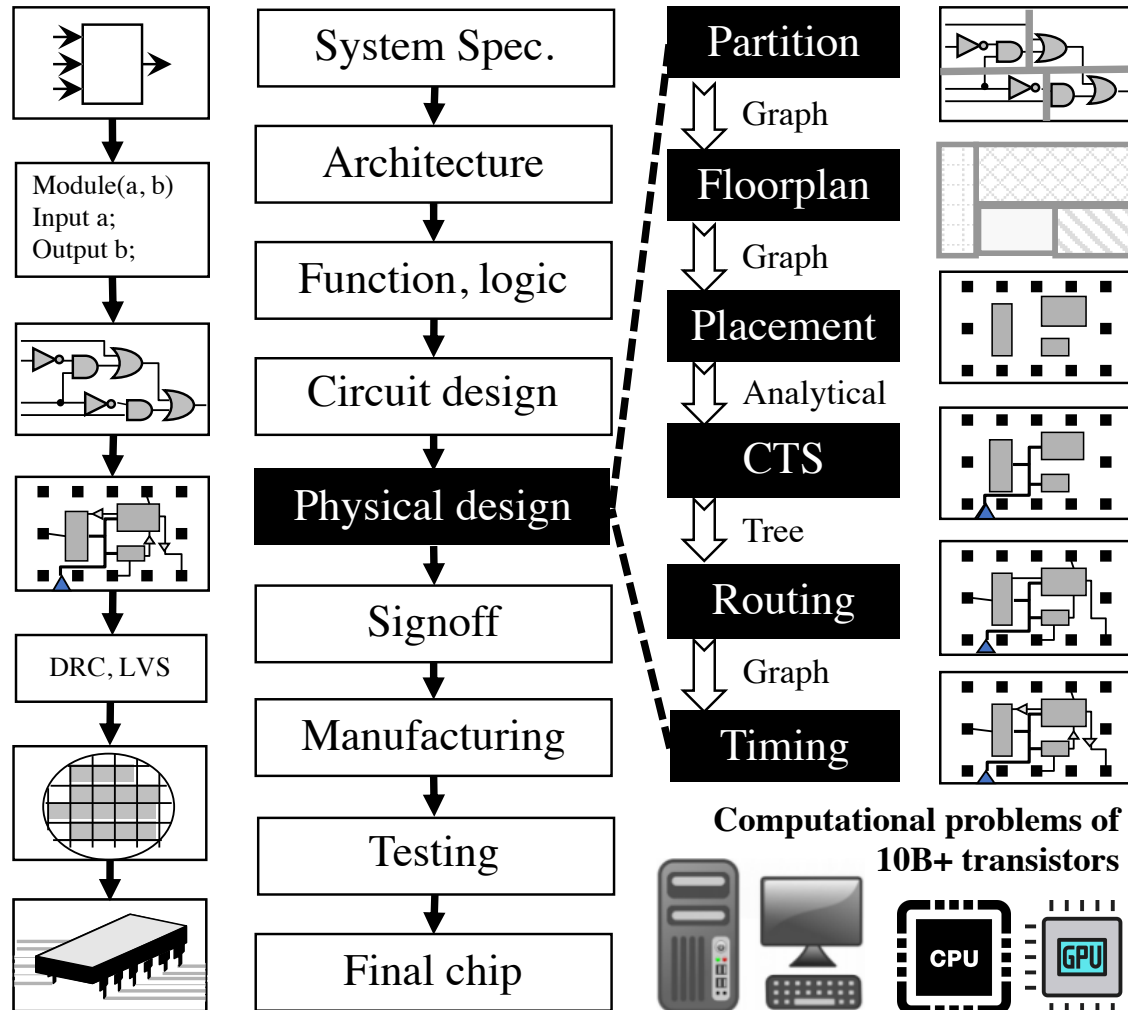 Module(a, b)
Input a;
Output b;
DRC, LVS
System Spec.
Architecture
Function, logic
Circuit design
Physical design
Signoff
Manufacturing
Testing
Final chip
Partition
Graph
Floorplan
Graph
Placement
Analytical
CTS
Tree
Routing
Graph
Timing
Computational problems of
10B+ transistors
CPU
GPU